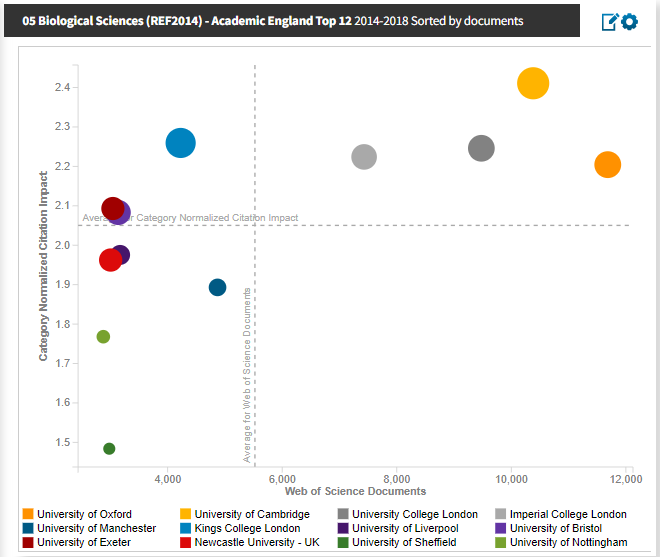 05 Biological Sciences (REF2014) - Academic England Top 12 2014-2018 Sorted by documents
2.4
2.3
2.2
2.1
2.0
1.9
1.8
1.7
1.6
1.5
Category Normalized Citation Impact
for Category Normalized Citation Impact
Average for Web of Science Documents
4,000 6,000 8,000 10,000 12,000
Web of Science Documents
University of Oxford University of Cambridge University College London Imperial College London
University of Manchester Kings College London University of Liverpool University of Bristol
University of Exeter Newcastle University - UK University of Sheffield University of Nottingham